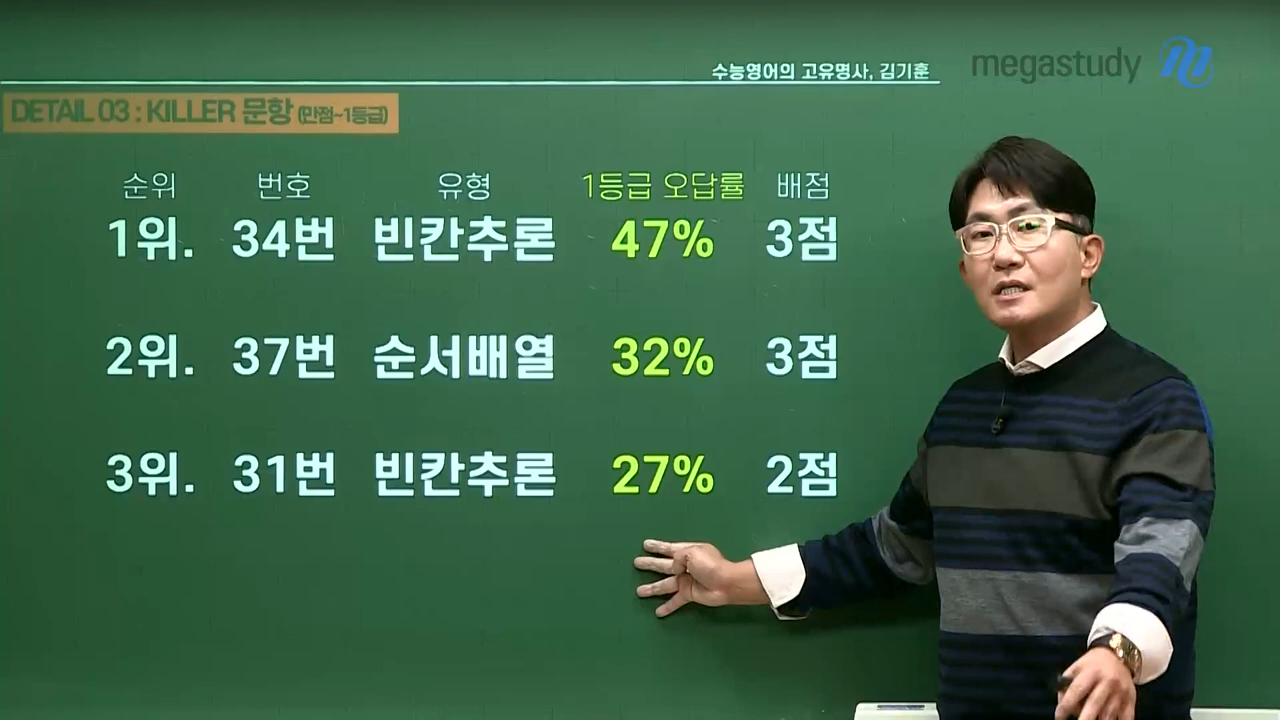 수능영어의 고유명사, 김기훈
megastudy
DETAIL 03 : KILLER 문항 (만점~1등급)
순위 번호 유형 1등급 오답률 배점
1위. 34번 빈칸추론 47% 3점
2위. 37번 순서배열 32% 3점
3위. 31번 빈칸추론 27% 2점